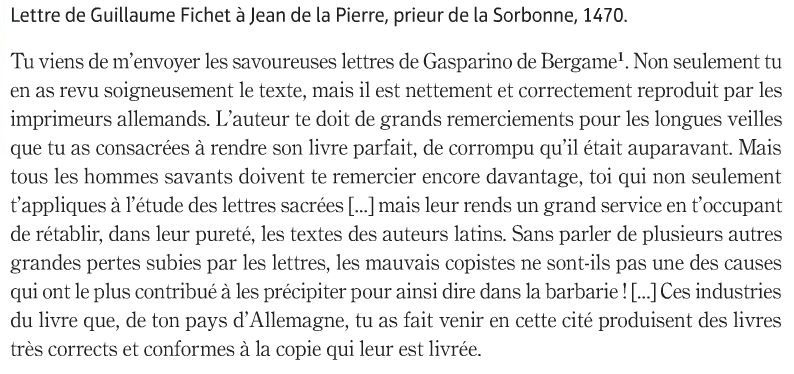 Lettre de Guillaume Fichet à Jean de la Pierre, prieur de la Sorbonne, 1470.
Tu viens de m’envoyer les savoureuses lettres de Gasparino de Bergame¹. Non seulement tu
en as revu soigneusement le texte, mais il est nettement et correctement reproduit par les
imprimeurs allemands. L’auteur te doit de grands remerciements pour les longues veilles
que tu as consacrées à rendre son livre parfait, de corrompu qu’il était auparavant. Mais
tous les hommes savants doivent te remercier encore davantage, toi qui non seulement
t’appliques à l’étude des lettres sacrées [...] mais leur rends un grand service en t’occupant
de rétablir, dans leur pureté, les textes des auteurs latins. Sans parler de plusieurs autres
grandes pertes subies par les lettres, les mauvais copistes ne sont-ils pas une des causes
qui ont le plus contribué à les précipiter pour ainsi dire dans la barbarie ! [...] Ces industries
du livre que, de ton pays d’Allemagne, tu as fait venir en cette cité produisent des livres
très corrects et conformes à la copie qui leur est livrée.